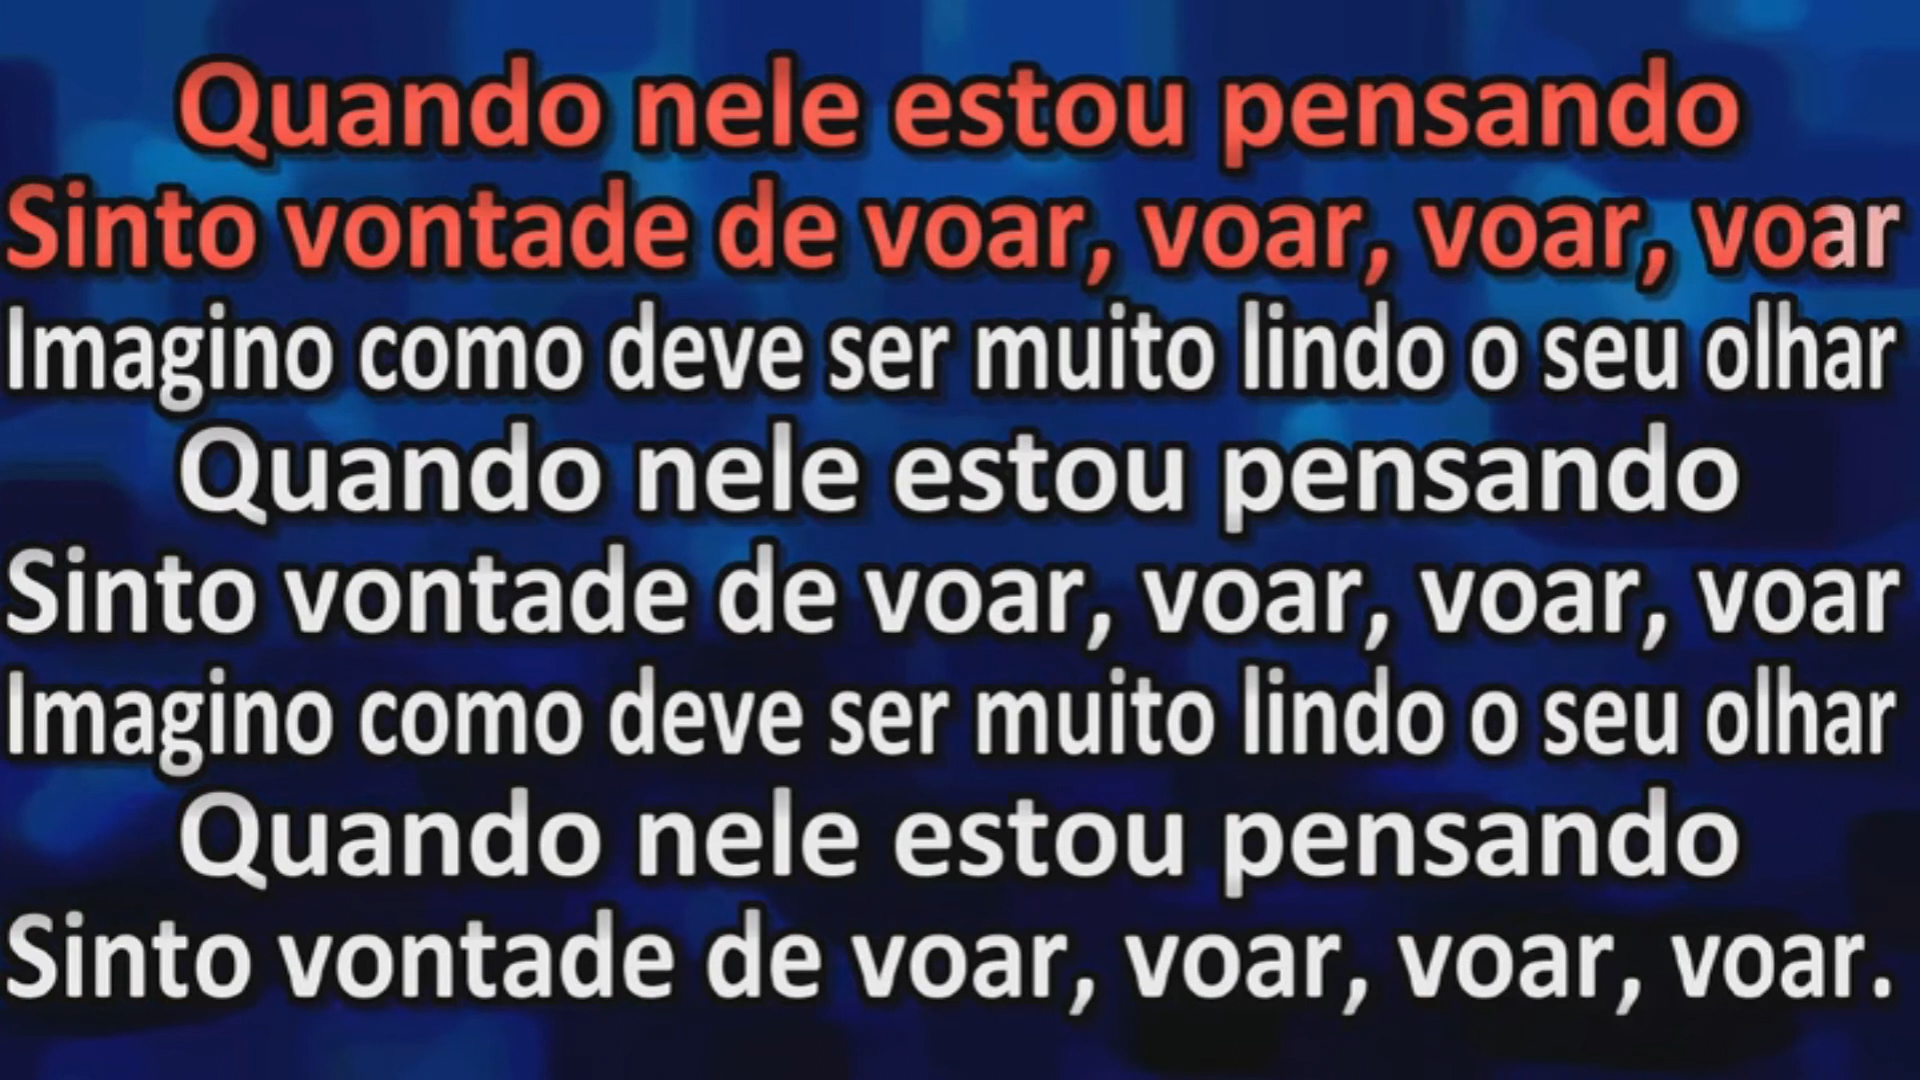 Quando nele estou pensando
Sinto vontade de voar, voar, voar, voar
Imagino como deve ser muito lindo o seu olhar
Quando nele estou pensando
Sinto vontade de voar, voar, voar, voar
Imagino como deve ser muito lindo o seu olhar
Quando nele estou pensando
Sinto vontade de voar, voar, voar, voar.